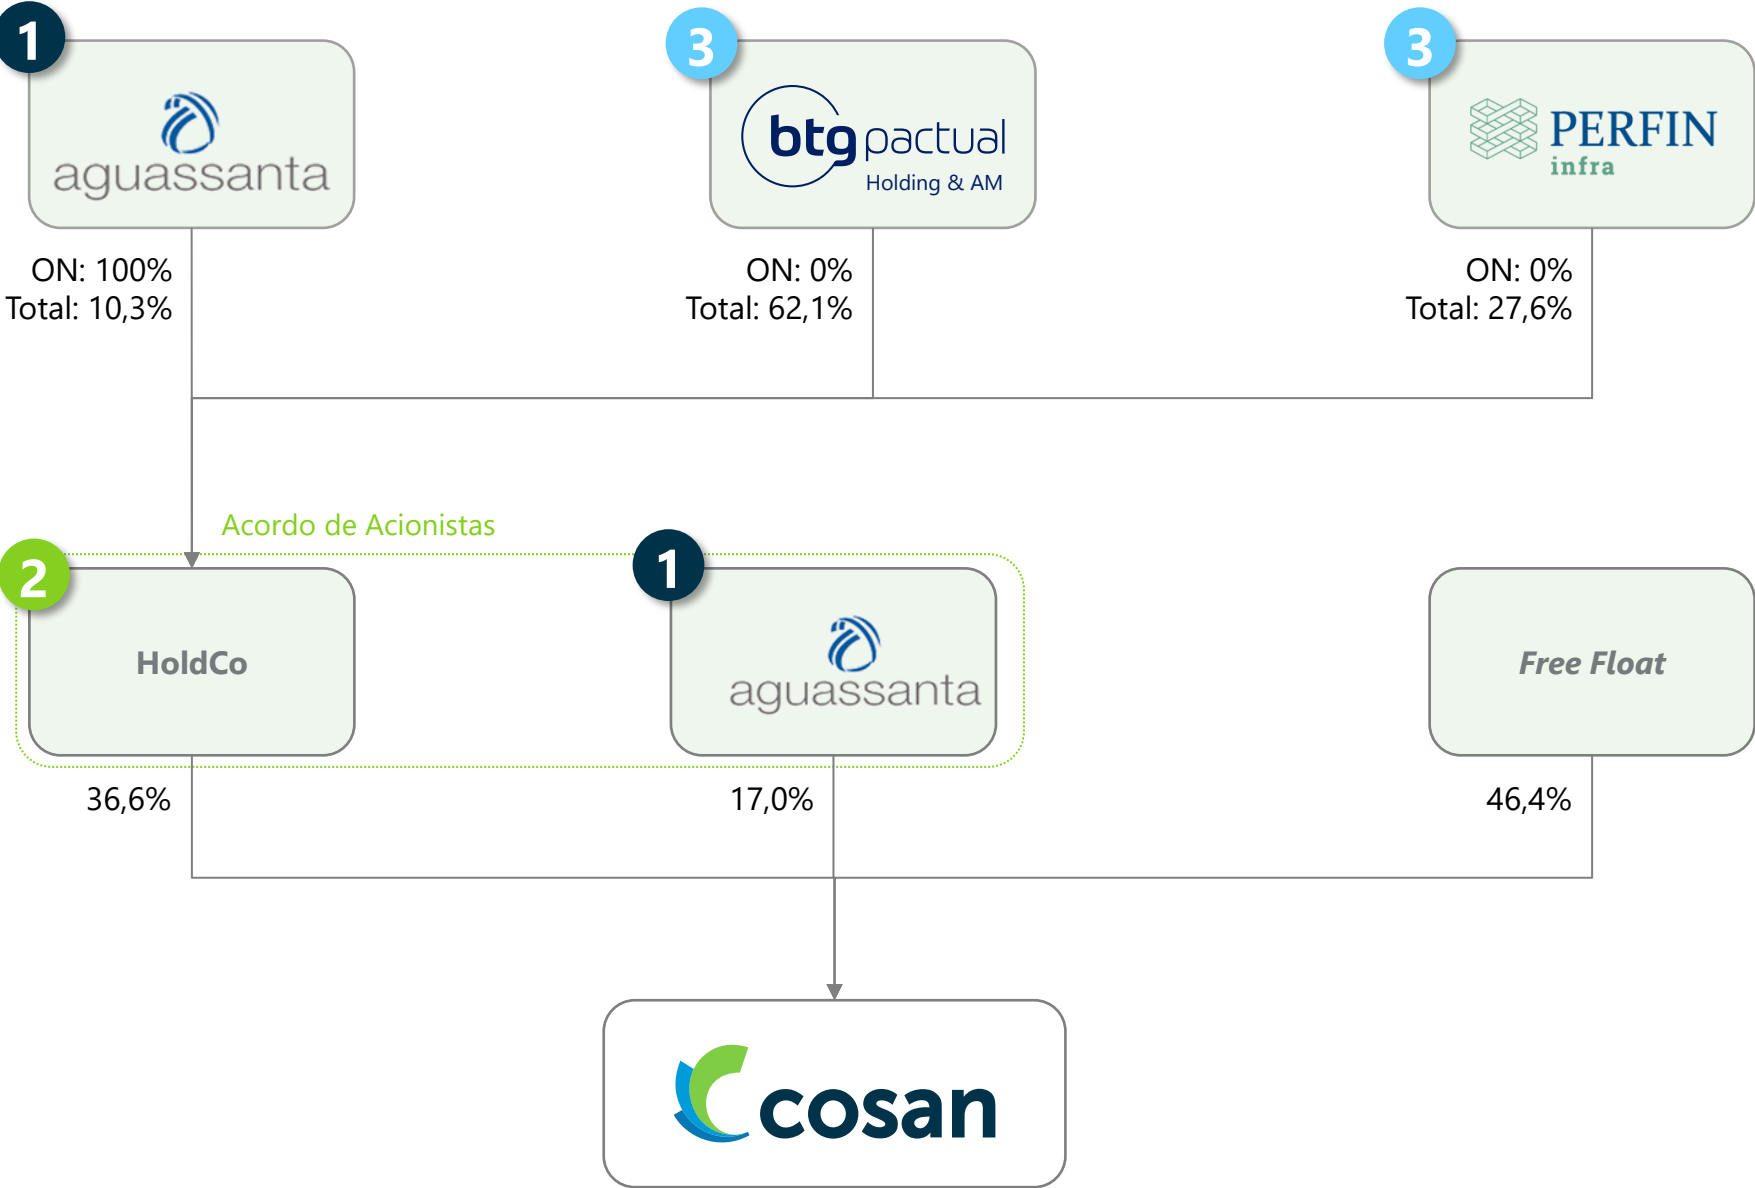 1
3
3
aguassanta
btg pactual
Holding & AM
PERFIN
infra
ON: 100%
Total: 10,3%
ON: 0%
Total: 62,1%
ON: 0%
Total: 27,6%
Acordo de Acionistas
2
1
HoldCo
aguassanta
Free Float
36,6%
17,0%
46,4%
cosan